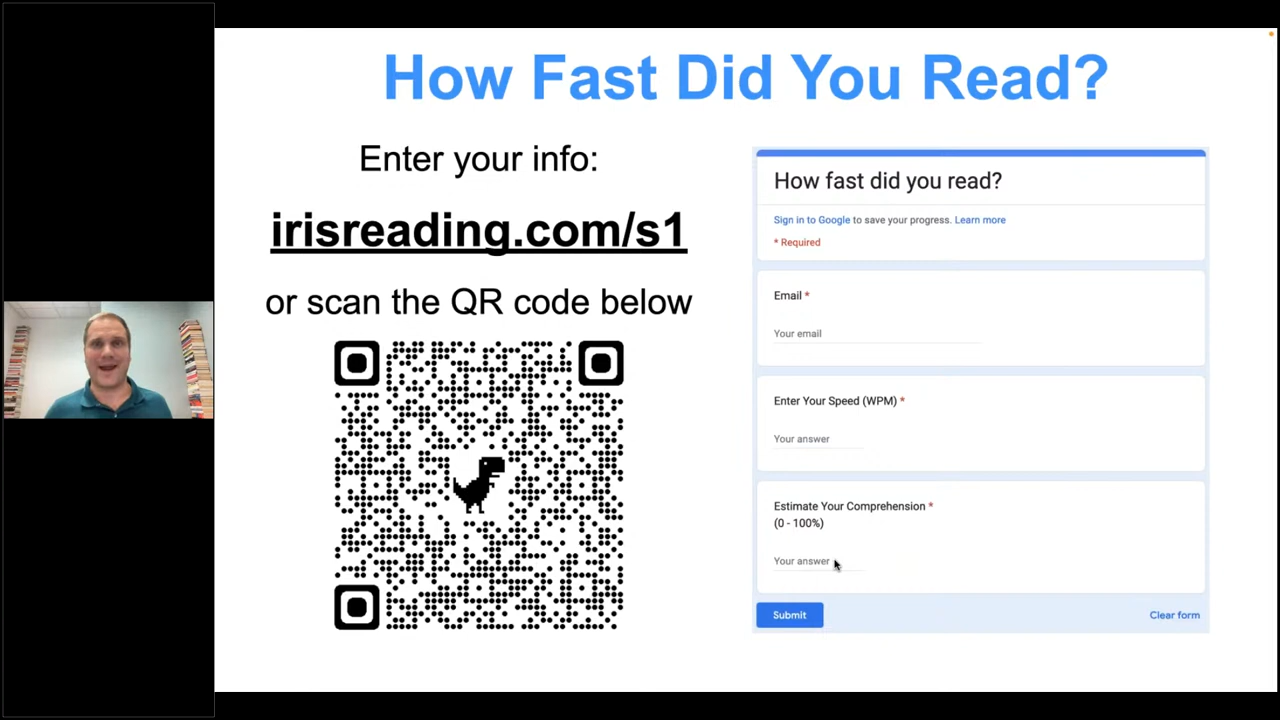 How Fast Did You Read?
Enter your info:
irisreading.com/s1
or scan the QR code below
How fast did you read?
Sign in to Google to save your progress. Learn more
* Required
Email *
Your email
Enter Your Speed (WPM) *
Your answer
Estimate Your Comprehension *
(0 - 100%)
Your answer
Submit
Clear form